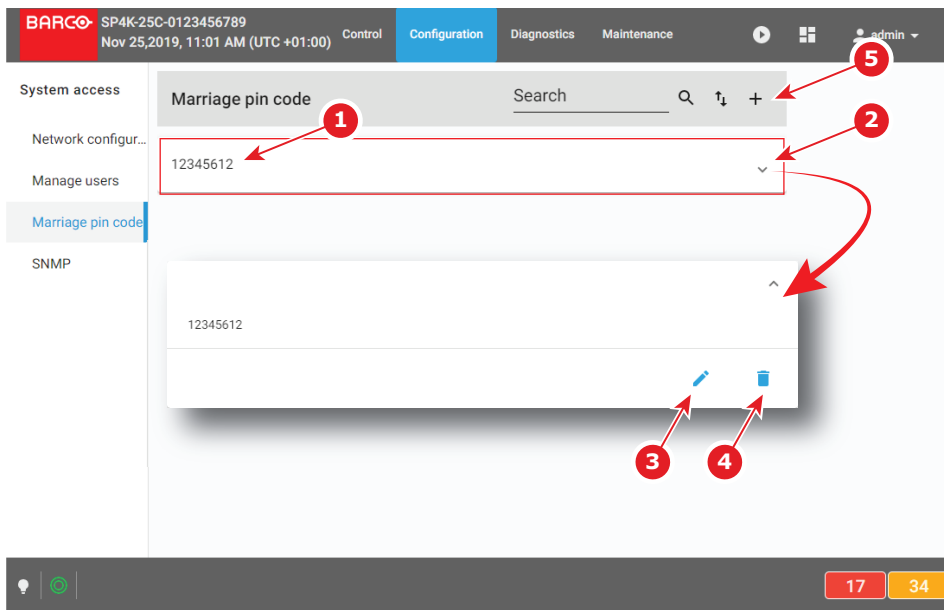 BARCO
SP4K-25C-0123456789
Nov 25,2019, 11:01 AM (UTC +01:00)
Control
Configuration
Diagnostics
Maintenance
admin
5
System access
Marriage pin code
Search
1
2
Network configur...
12345612
Manage users
Marriage pin code
SNMP
12345612
3
4
17
34